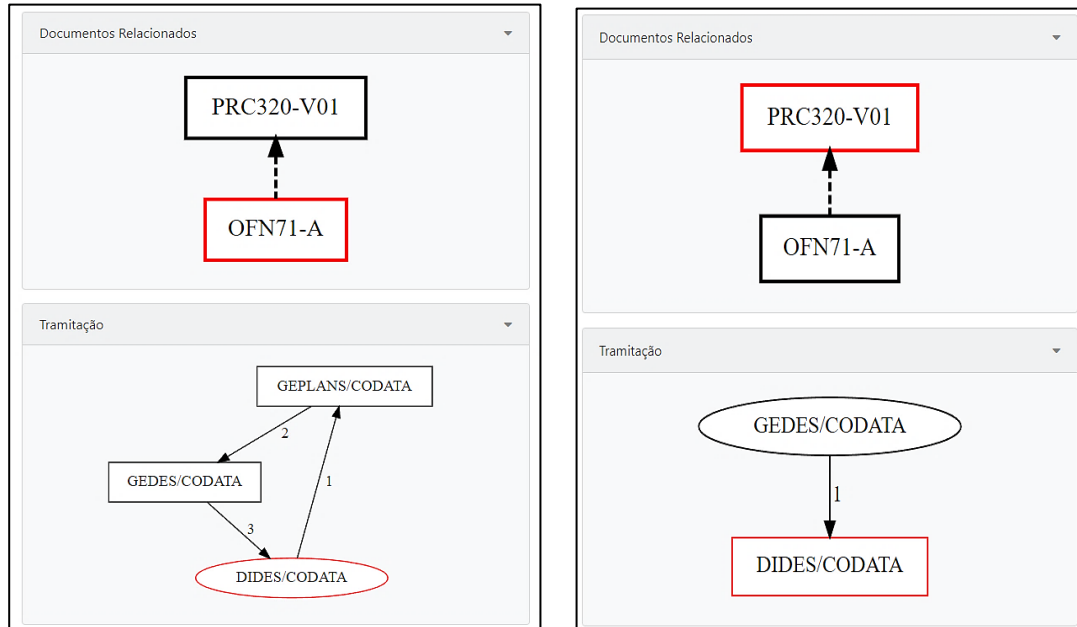 Documentos Relacionados
PRC320-V01
OFN71-A
Tramitação
GEPLANS/CODATA
2
GEDES/CODATA
1
3
DIDES/CODATA
Documentos Relacionados
PRC320-V01
OFN71-A
Tramitação
GEDES/CODATA
1
DIDES/CODATA